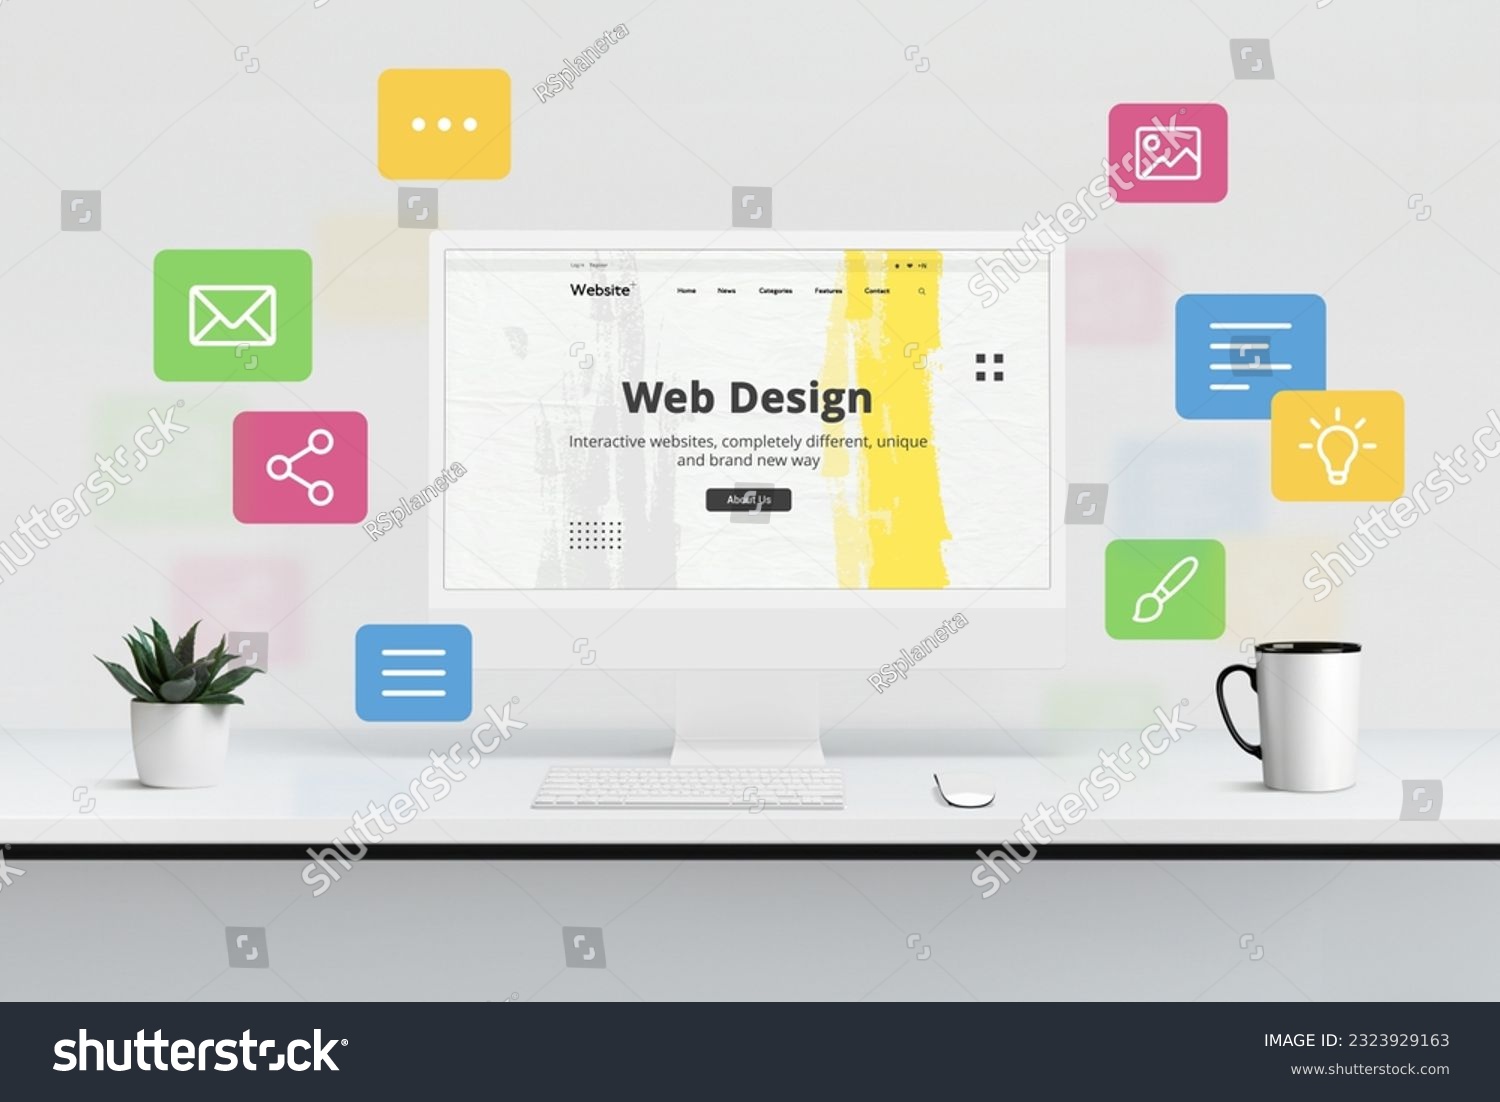 RSplaneta
shutterstock
Log in Register
Website+
Home News Categories Features Contact
Web Design
Interactive websites, completely different, unique
and brand new way
About Us
shutterstock
RSplaneta
shutterstock
RSplaneta
shutterstock
shutterstock
shutterstock
IMAGE ID: 2323929163
www.shutterstock.com